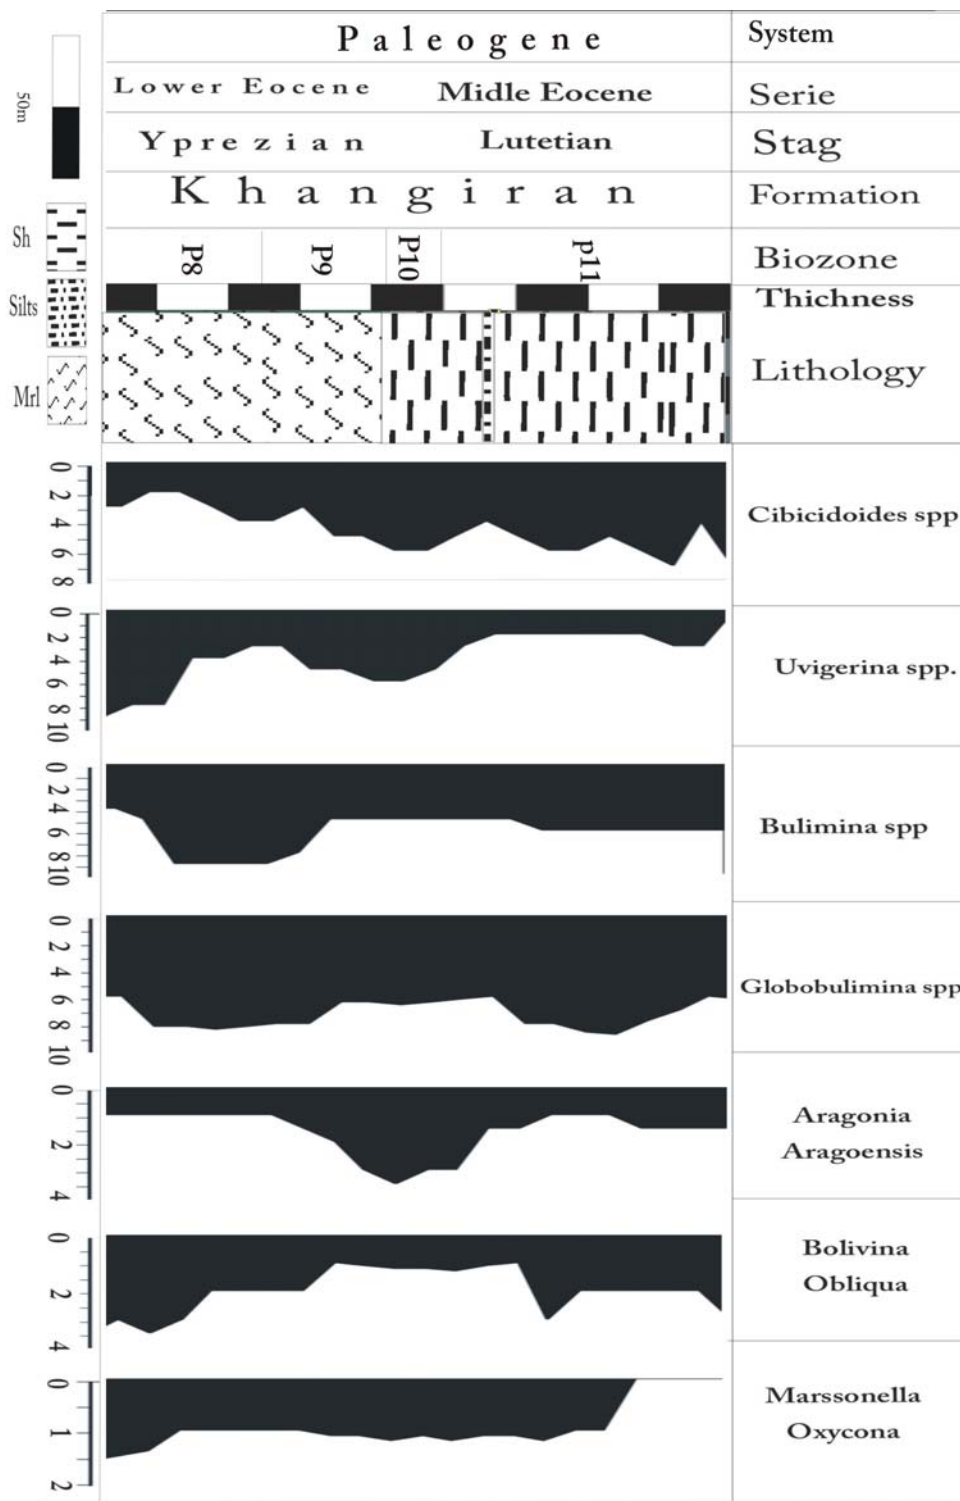 Paleogene
System
Lower Eocene
Midle Eocene
Serie
Yprezian
Lutetian
Stag
Khangiran
Formation
P8
P9
P10
p11
Biozone
Thichness
Lithology
50m
Sh
Silts
Mrl
0 2 4 6 8
Cibicidoides spp
0 2 4 6 8 10
Uvigerina spp.
0 2 4 6 8 10
Bulimina spp
0 2 4 6 8 10
Globobulimina spp
0 2 4
Aragonia
Aragoensis
0 2 4
Bolivina
Obliqua
0 1 2
Marssonella
Oxycona